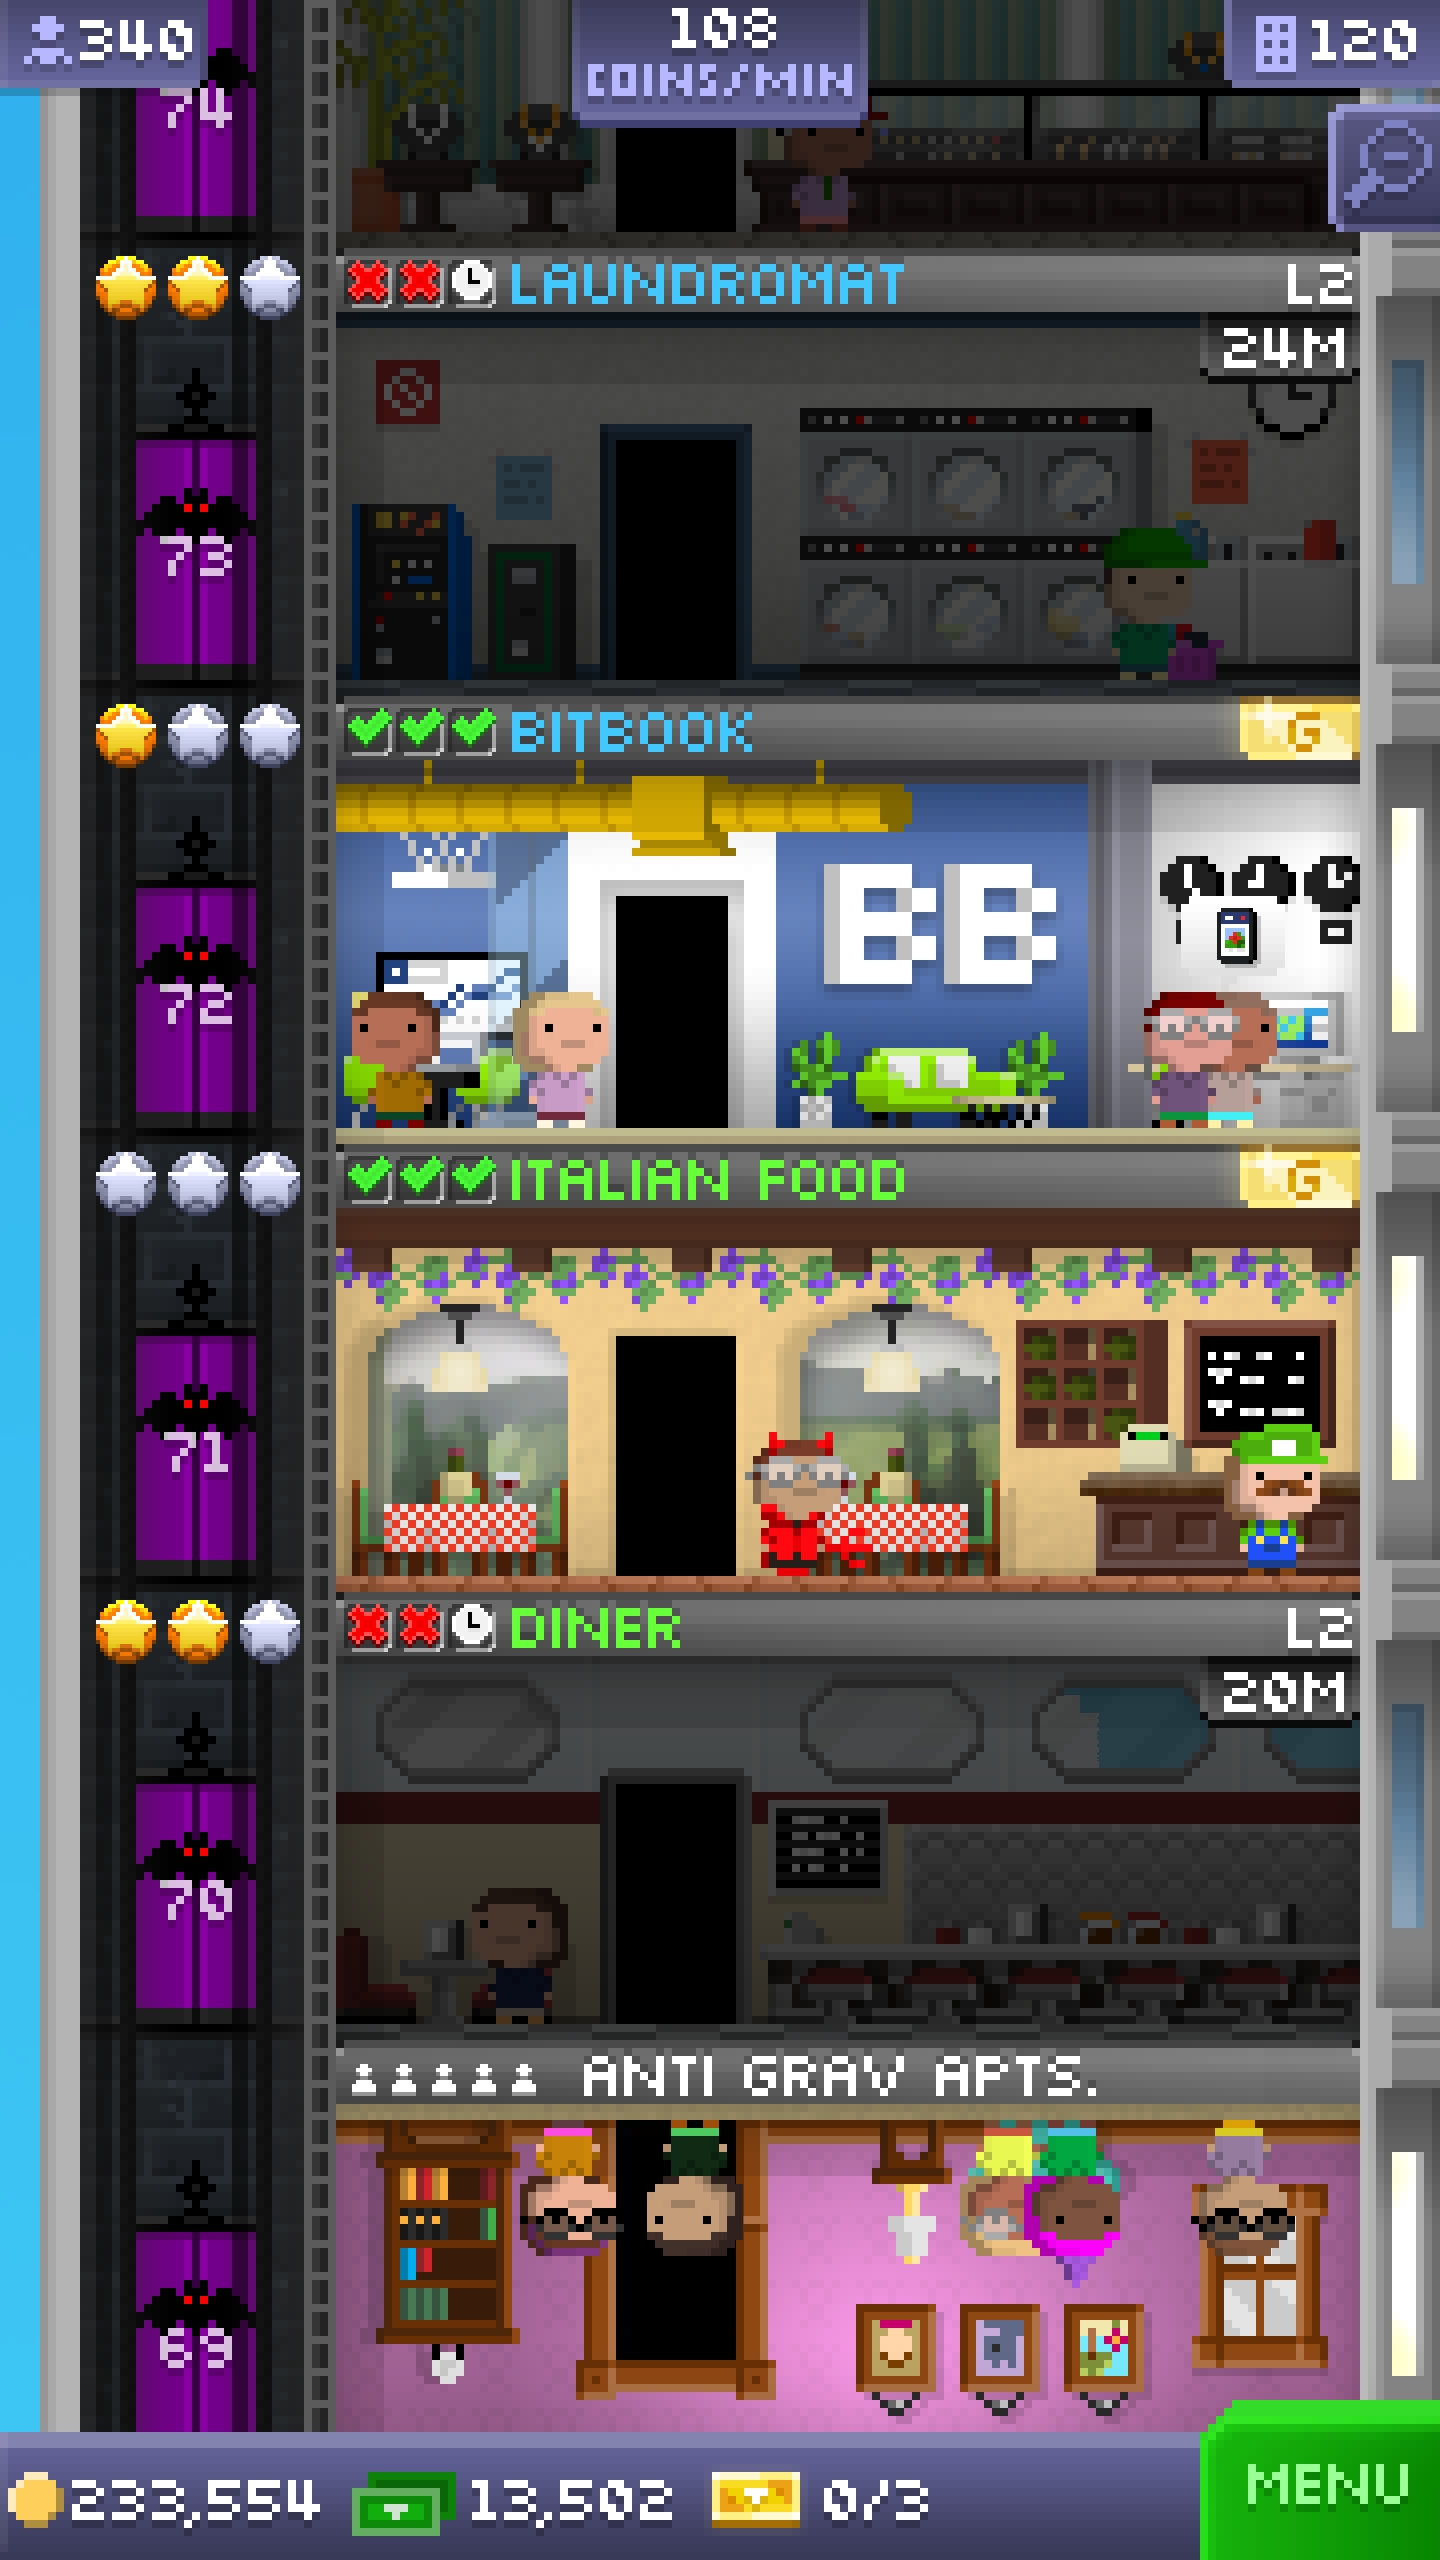 340
108
COINS/MIN
120
74
LAUNDROMAT L2
24M
73
BITBOOK G
BB
72
ITALIAN FOOD G
71
DINER L2
20M
70
ANTI GRAV APTS.
69
233,554 13,502 0/3
MENU